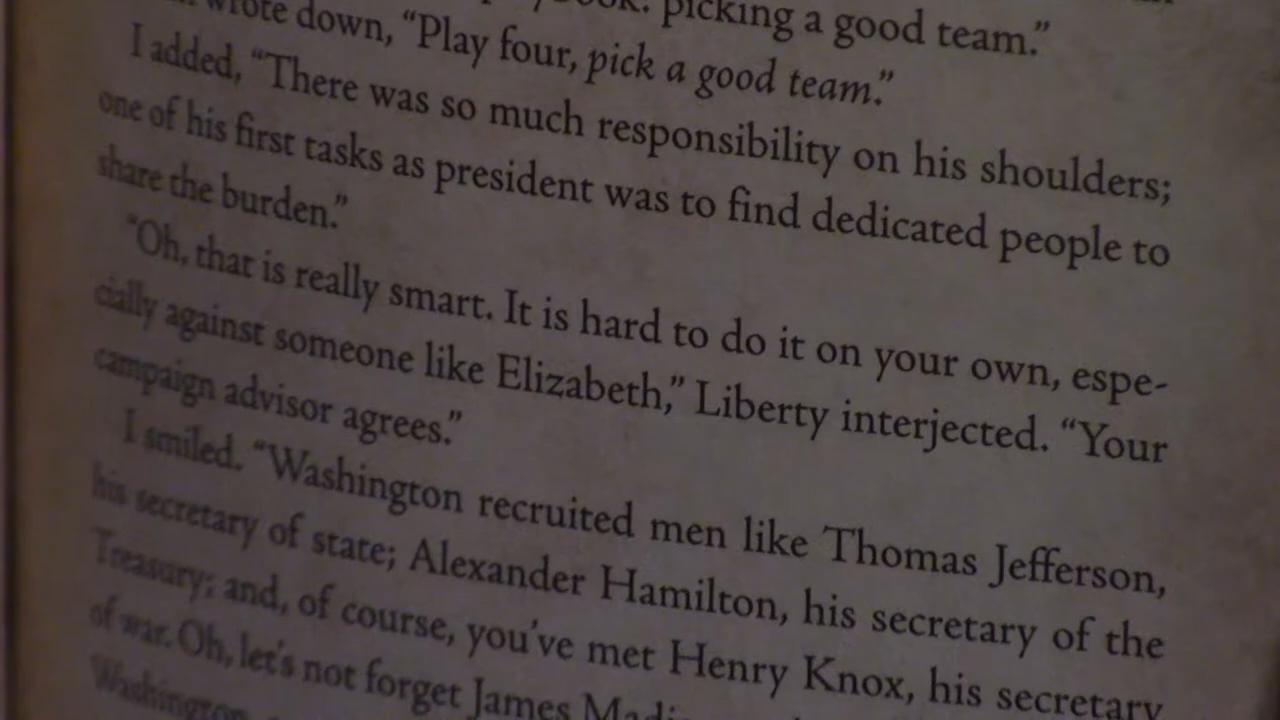 picking a good team.”
wrote down, “Play four, pick a good team.”
I added, “There was so much responsibility on his shoulders;
one of his first tasks as president was to find dedicated people to
share the burden.”
“Oh, that is really smart. It is hard to do it on your own, espe-
cially against someone like Elizabeth,” Liberty interjected. “Your
campaign advisor agrees.”
I smiled. “Washington recruited men like Thomas Jefferson,
his secretary of state; Alexander Hamilton, his secretary of the
Treasury; and, of course, you’ve met Henry Knox, his secretary
of war. Oh, let’s not forget James
Washington